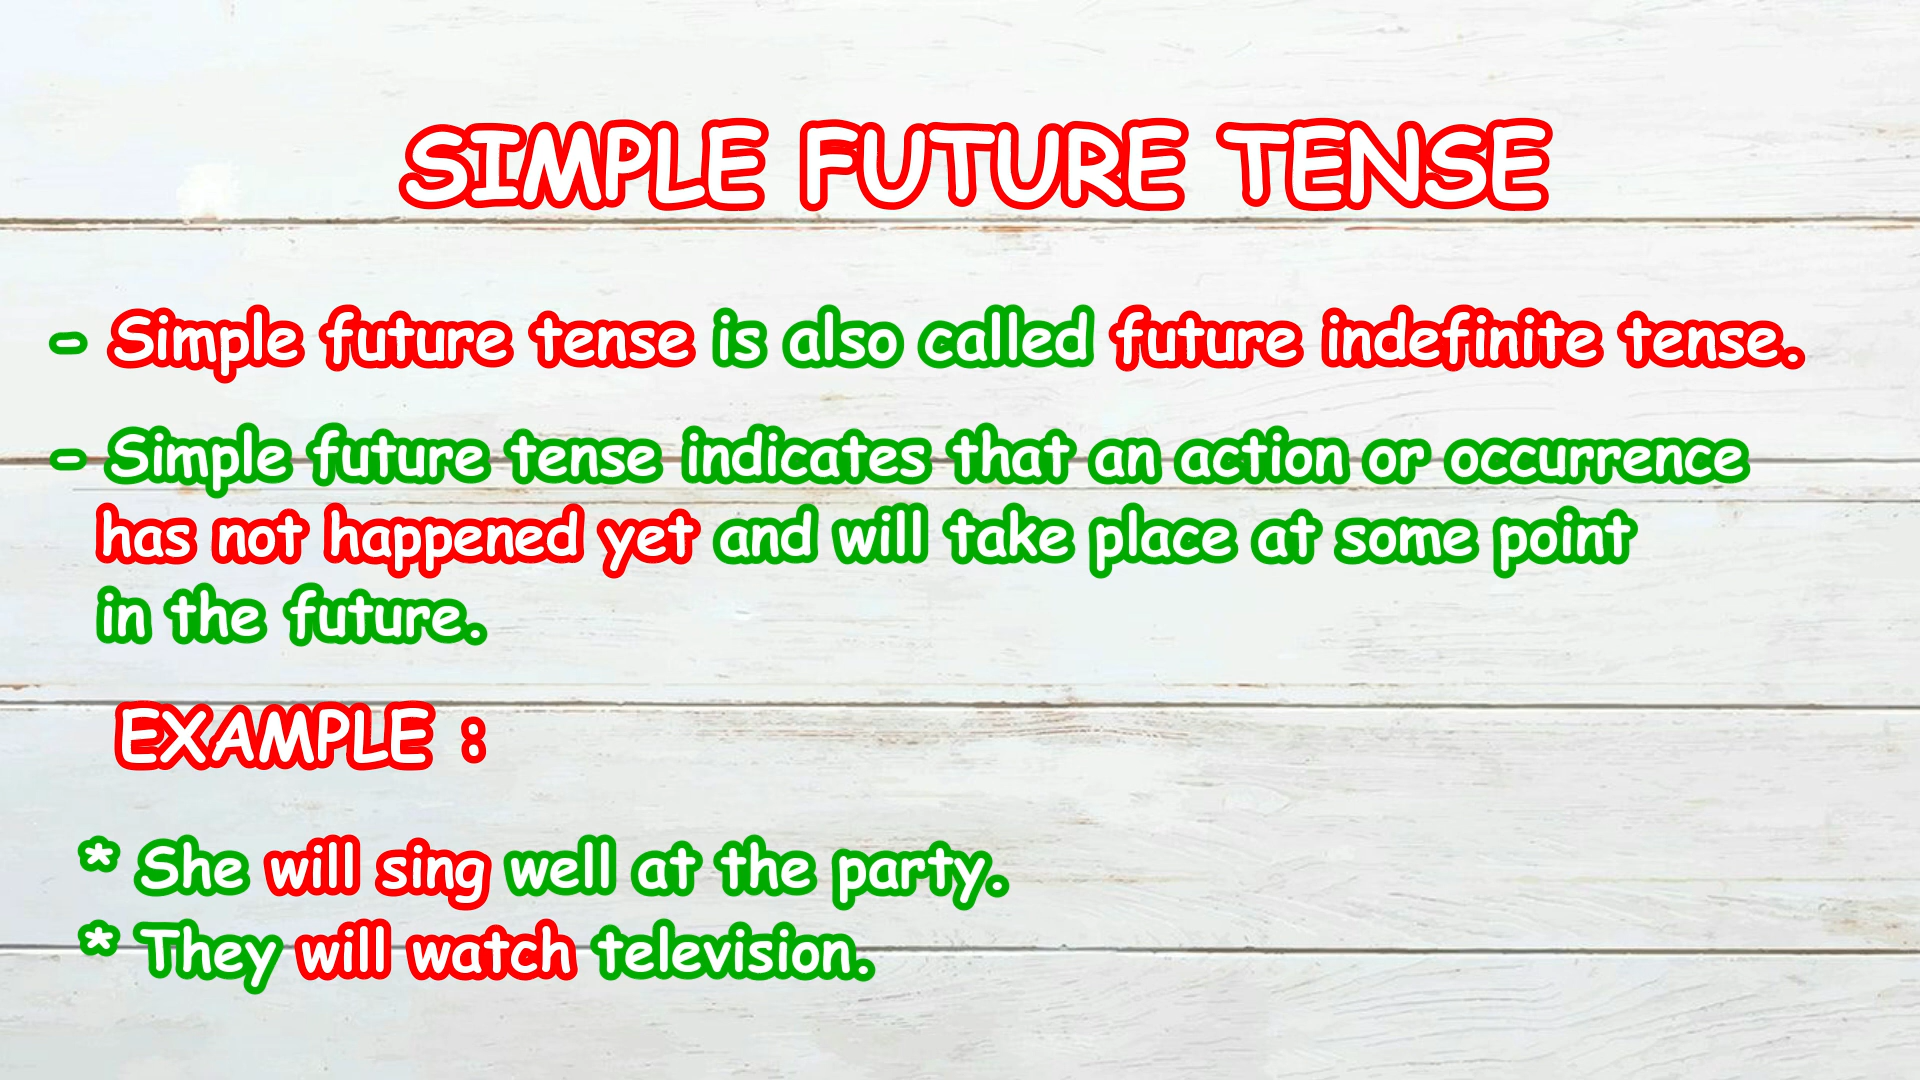 SIMPLE FUTURE TENSE
- Simple future tense is also called future indefinite tense.
- Simple future tense indicates that an action or occurrence
has not happened yet and will take place at some point
in the future.
EXAMPLE :
* She will sing well at the party.
* They will watch television.